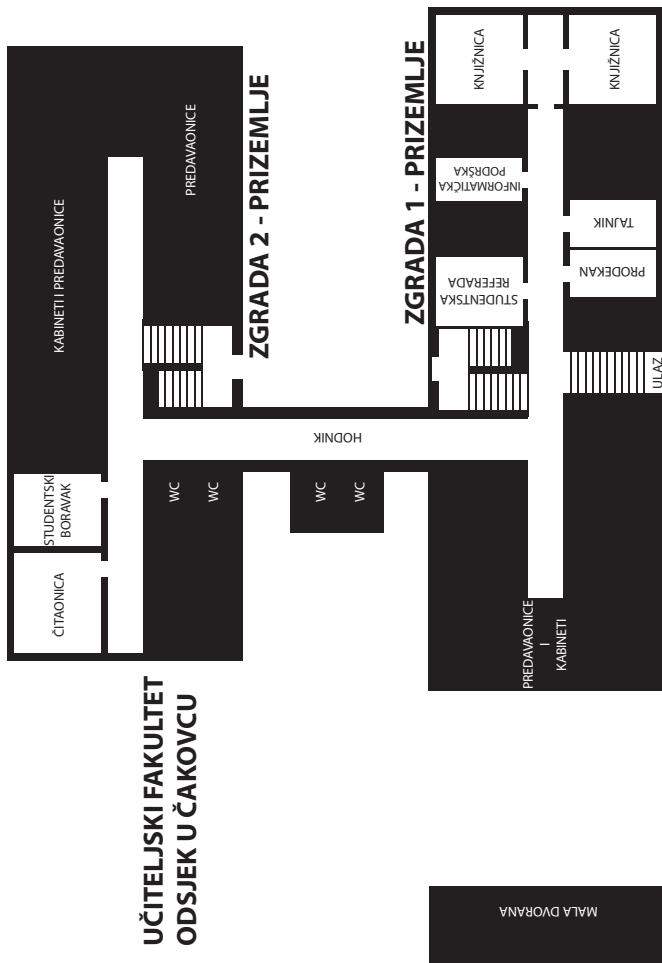 UČITELJSKI FAKULTET
ODSJEK U ČAKOVCU
ZGRADA 2 - PRIZEMLJE
KABINETI I PREDAVAONICE
PREDAVAONICE
STUDENTSKI
BORAVAK
ČITAONICA
WC
WC
HODNIK
WC
WC
ZGRADA 1 - PRIZEMLJE
KNJIŽNICA
KNJIŽNICA
INFORMATIČKA
PODRŠKA
STUDENTSKA
REFERADA
TAJNIK
PRODEKAN
ULAZ
PREDAVAONICE
I
KABINETI
MALA DVORANA